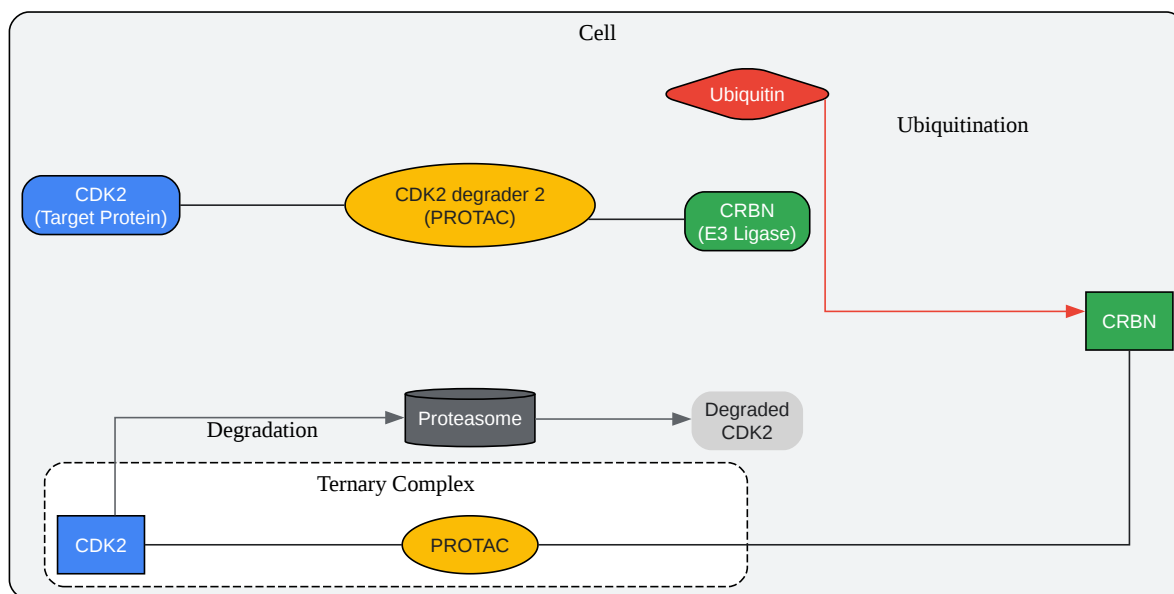 Cell
Ubiquitin
Ubiquitination
CDK2
(Target Protein)
CDK2 degrader 2
(PROTAC)
CRBN
(E3 Ligase)
CRBN
Proteasome
Degraded
CDK2
Degradation
Ternary Complex
CDK2
PROTAC